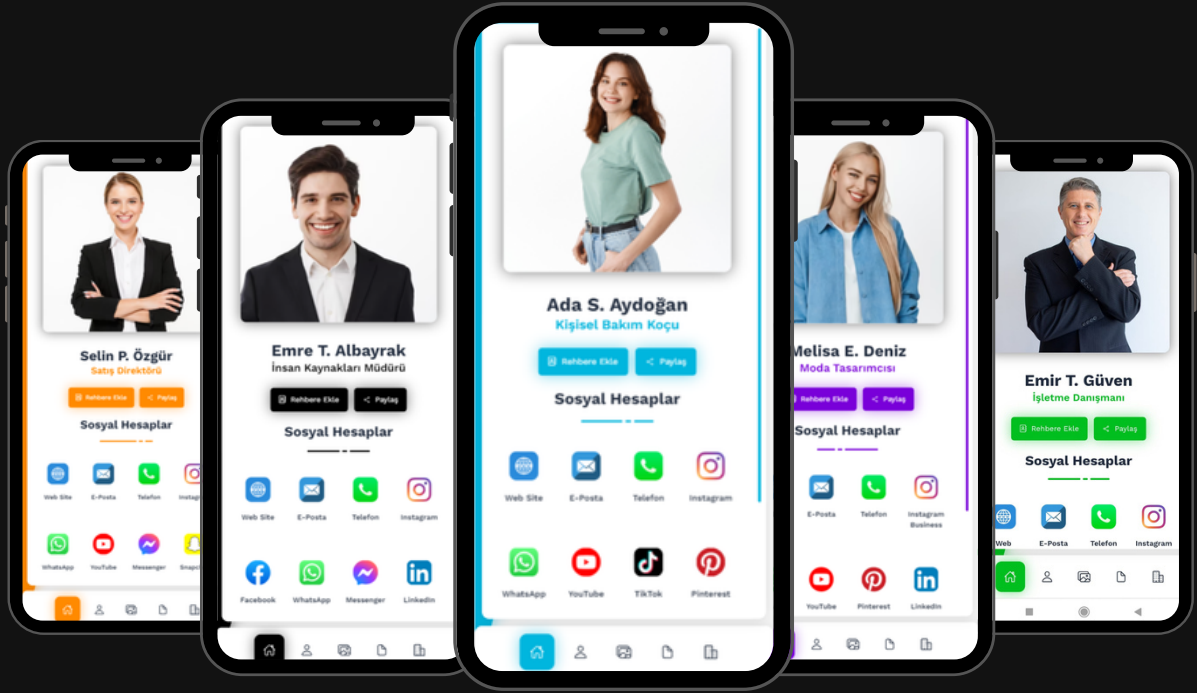 Selin P. Özgür
Satış Direktörü
Rehbere Ekle
Paylaş
Sosyal Hesaplar
Web Site
E-Posta
Telefon
WhatsApp
YouTube
Messenger
Emre T. Albayrak
İnsan Kaynakları Müdürü
Rehbere Ekle
Paylaş
Sosyal Hesaplar
Web Site
E-Posta
Telefon
Instagram
Facebook
WhatsApp
Messenger
LinkedIn
Ada S. Aydoğan
Kişisel Bakım Koçu
Rehbere Ekle
Paylaş
Sosyal Hesaplar
Web Site
E-Posta
Telefon
Instagram
WhatsApp
YouTube
TikTok
Pinterest
Melisa E. Deniz
Moda Tasarımcısı
Rehbere Ekle
Paylaş
Sosyal Hesaplar
E-Posta
Telefon
Instagram
Business
YouTube
Pinterest
LinkedIn
Emir T. Güven
İşletme Danışmanı
Rehbere Ekle
Paylaş
Sosyal Hesaplar
Web
E-Posta
Telefon
Instagram